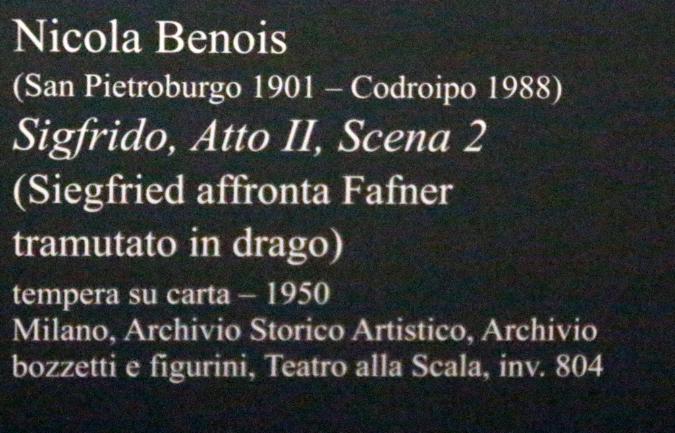 Nicola Benois
(San Pietroburgo 1901 – Codroipo 1988)
Sigfrido, Atto II, Scena 2
(Siegfried affronta Fafner
tramutato in drago)
tempera su carta – 1950
Milano, Archivio Storico Artistico, Archivio
bozzetti e figurini, Teatro alla Scala, inv. 804